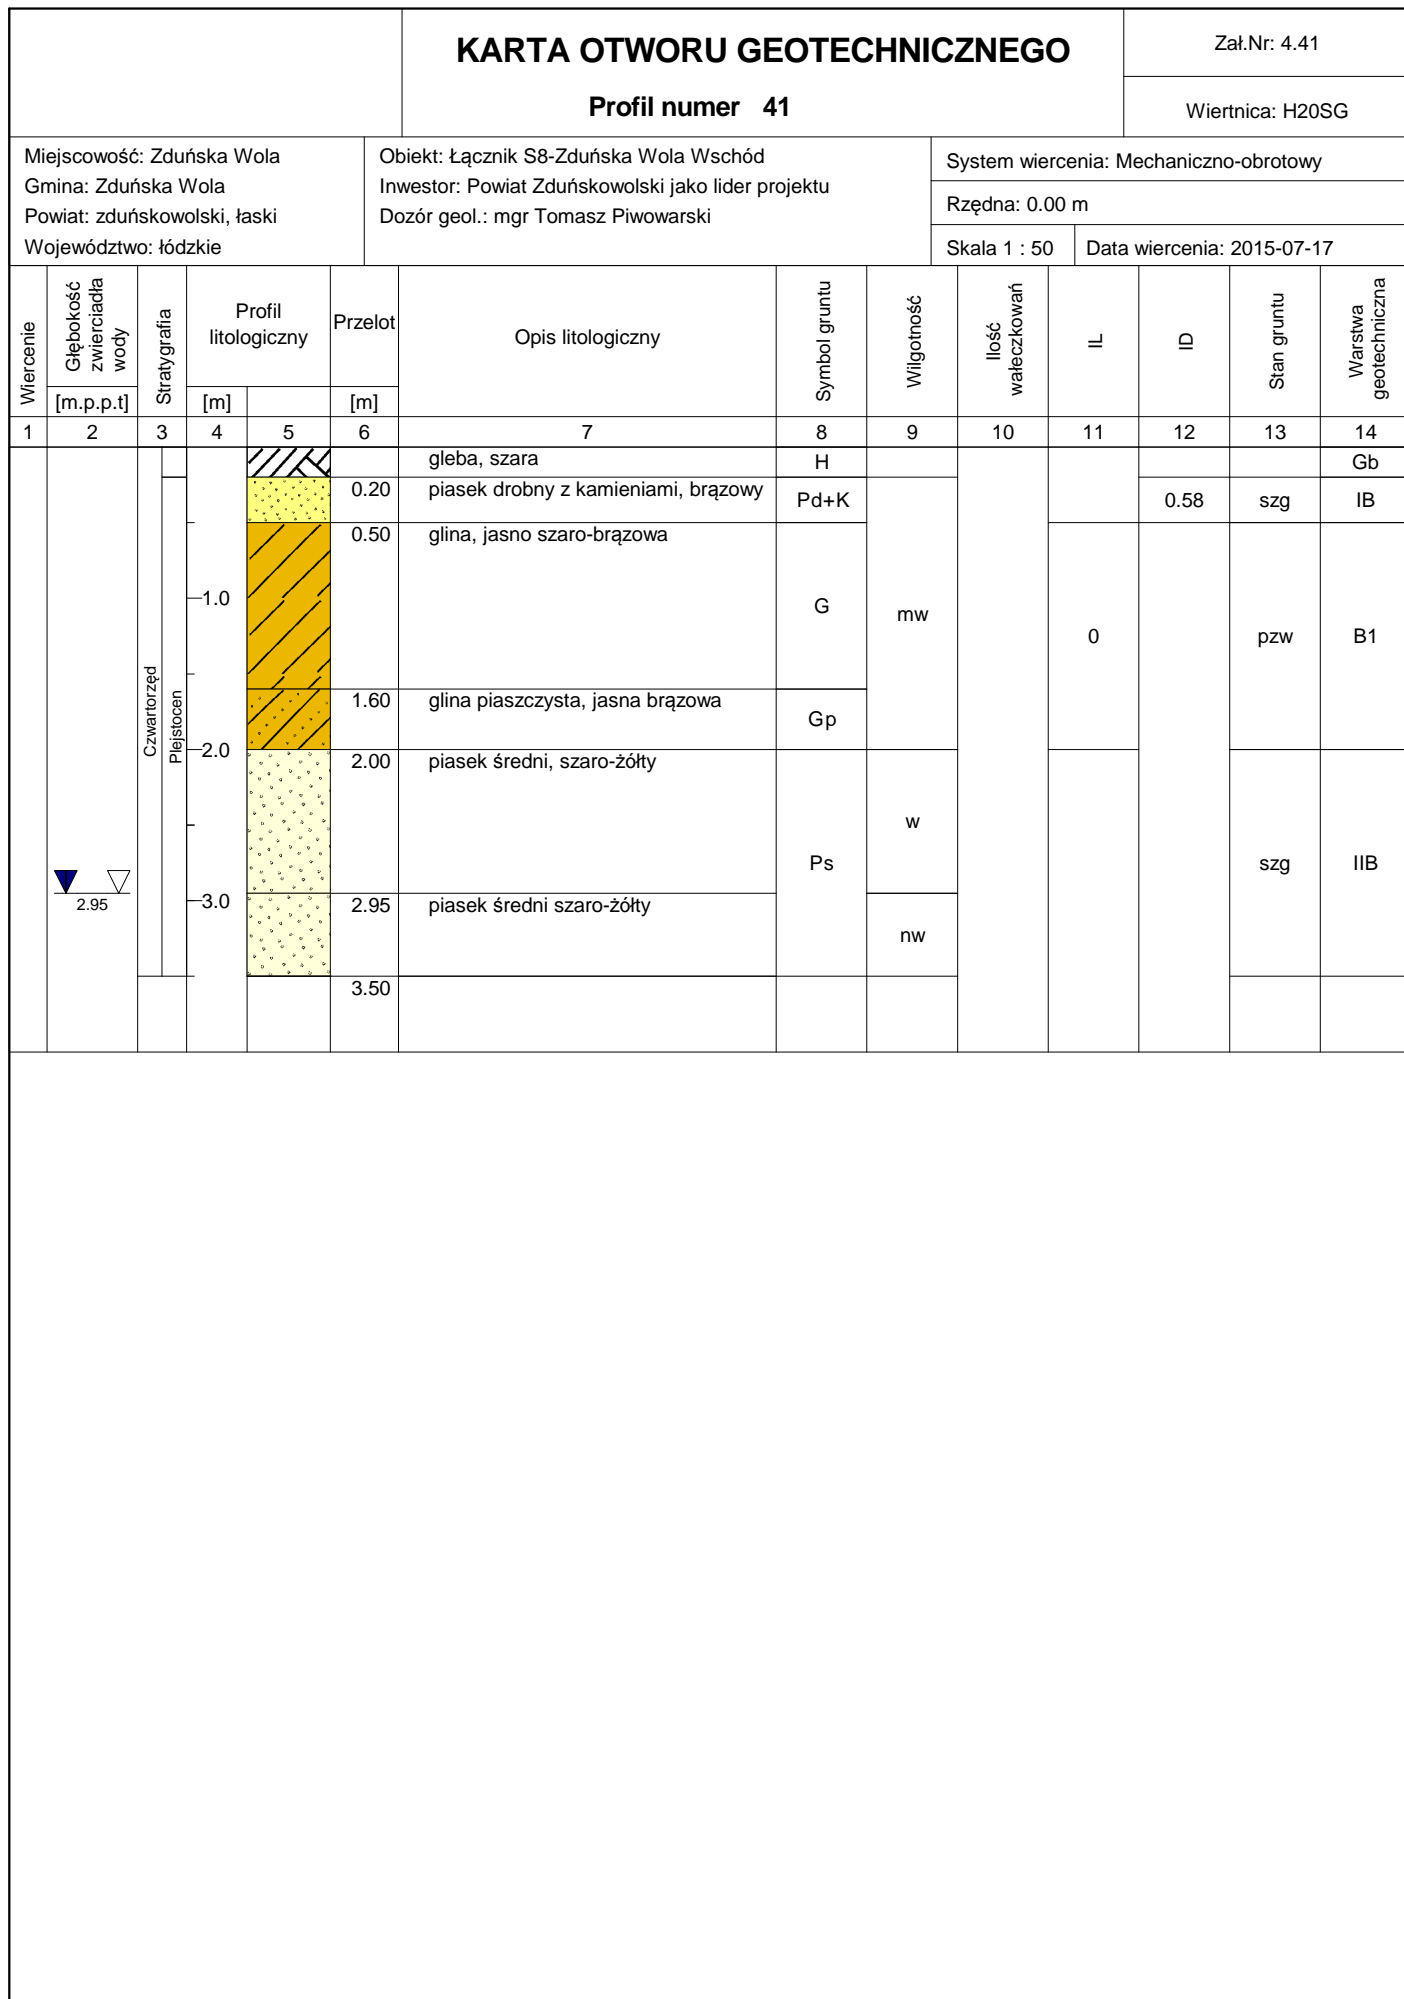 KARTA OTWORU GEOTECHNICZNEGO
Profil numer 41
Zał.Nr: 4.41
Wiertnica: H20SG
Miejscowość: Zduńska Wola
Gmina: Zduńska Wola
Powiat: zduńskowolski, łaski
Województwo: łódzkie
Obiekt: Łącznik S8-Zduńska Wola Wschód
Inwestor: Powiat Zduńskowolski jako lider projektu
Dozór geol.: mgr Tomasz Piwowarski
System wiercenia: Mechaniczno-obrotowy
Rzędna: 0.00 m
Skala 1 : 50
Data wiercenia: 2015-07-17
Wiercenie
Głębokość
zwierciadła
wody
[m.p.p.t]
Stratygrafia
Profil
litologiczny
[m]
Przelot
[m]
Opis litologiczny
Symbol gruntu
Wilgotność
Ilość
wałeczkowań
IL
ID
Stan gruntu
Warstwa
geotechniczna
1 2 3 4 5 6 7 8 9 10 11 12 13 14
gleba, szara H Gb
0.20 piasek drobny z kamieniami, brązowy Pd+K 0.58 szg IB
0.50 glina, jasno szaro-brązowa
1.0
G
mw
0
pzw
B1
Czwartorzęd
Plejstocen
1.60 glina piaszczysta, jasna brązowa
Gp
2.0
2.00 piasek średni, szaro-żółty
w
Ps
szg
IIB
2.95
3.0
2.95 piasek średni szaro-żółty
nw
3.50